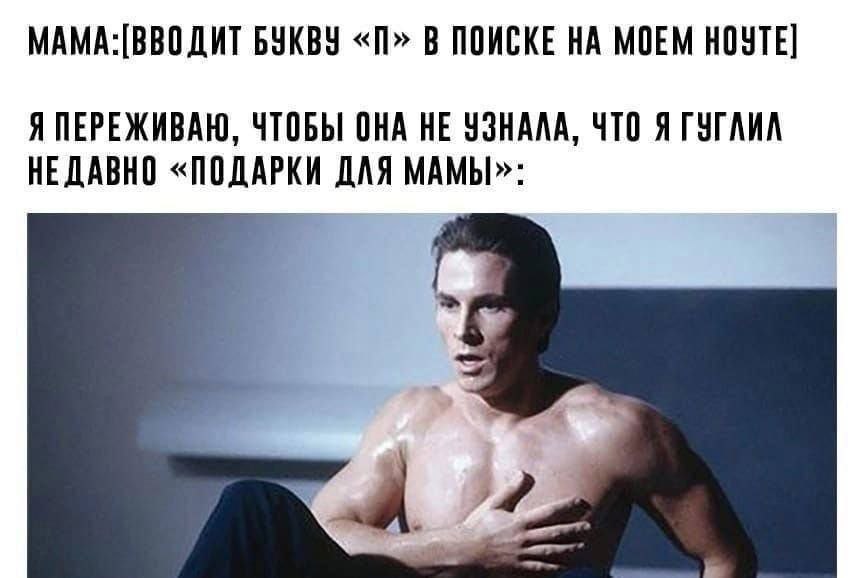 МАМА:[ВВОДИТ БУКВУ «П» В ПОИСКЕ НА МОЕМ НОУТЕ]
Я ПЕРЕЖИВАЮ, ЧТОБЫ ОНА НЕ УЗНАЛА, ЧТО Я ГУГЛИЛ
НЕДАВНО «ПОДАРКИ ДЛЯ МАМЫ»: